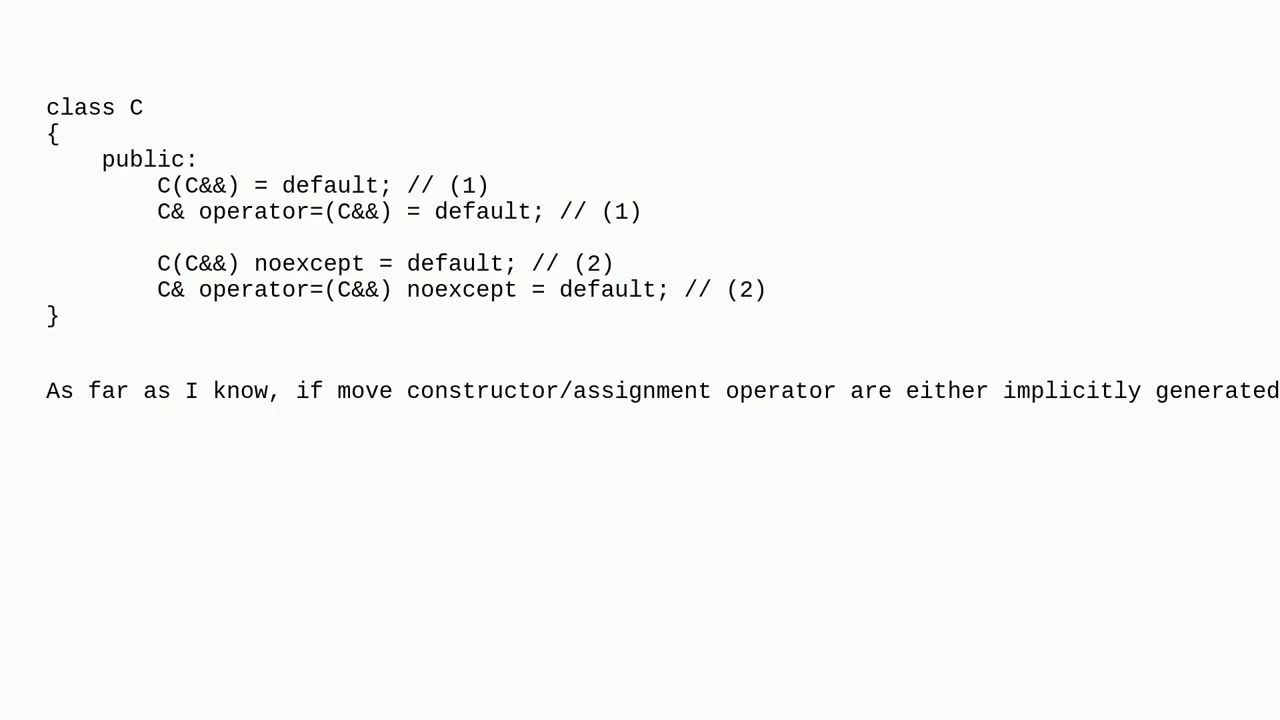 class C
{
    public:
        C(C&&) = default; // (1)
        C& operator=(C&&) = default; // (1)

        C(C&&) noexcept = default; // (2)
        C& operator=(C&&) noexcept = default; // (2)
}

As far as I know, if move constructor/assignment operator are either implicitly generated